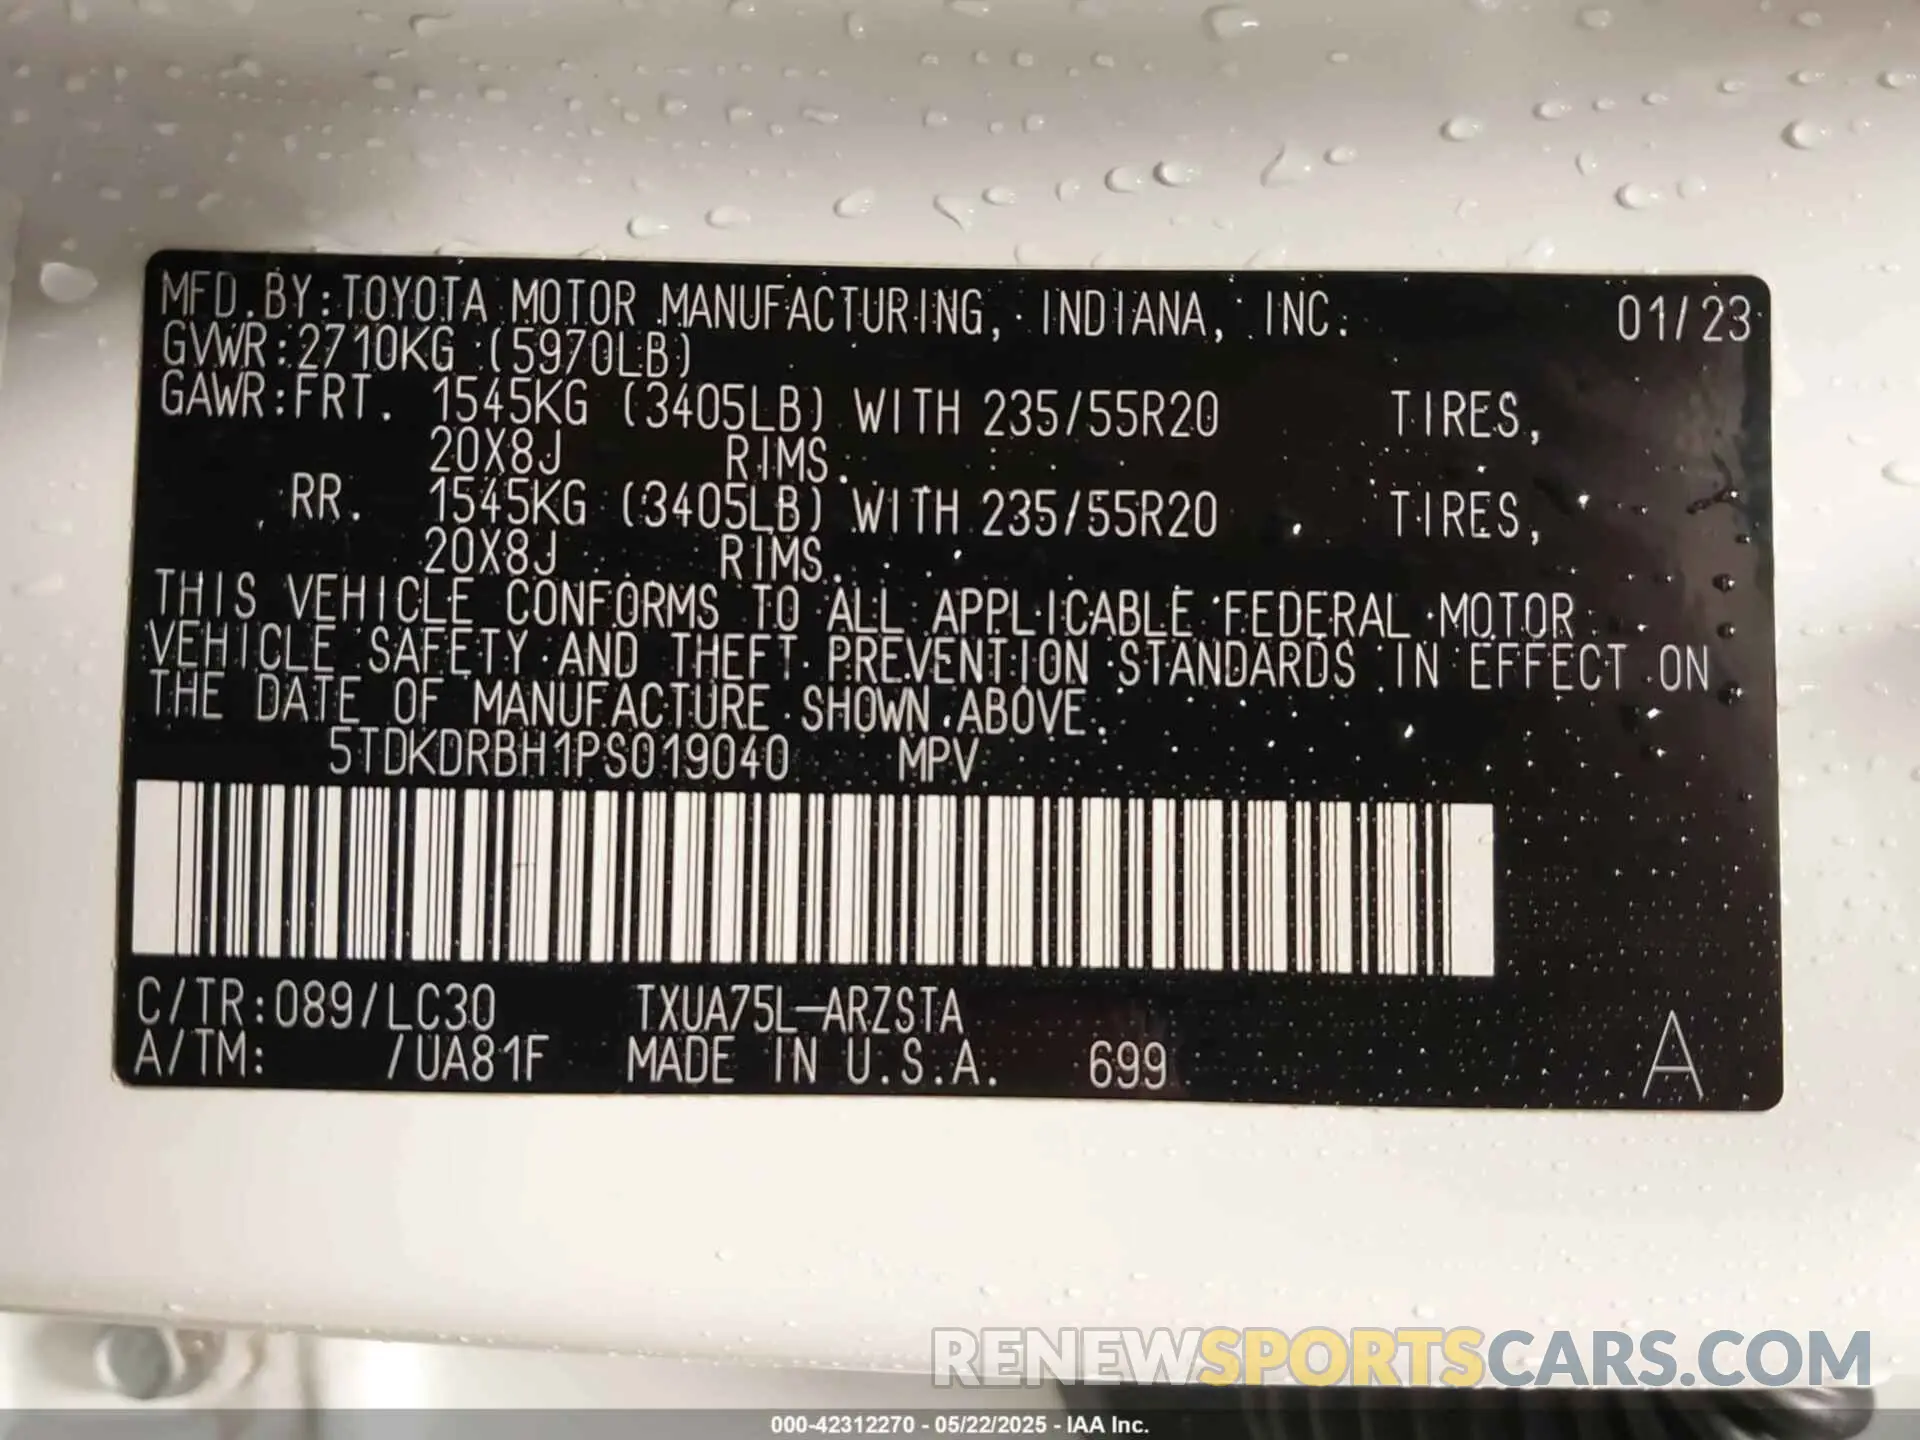 MFD.BY:TOYOTA MOTOR MANUFACTURING, INDIANA, INC. 01/23
GVWR:2710KG (5970LB)
GAWR:FRT. 1545KG (3405LB) WITH 235/55R20 TIRES,
20X8J RIMS.
RR. 1545KG (3405LB) WITH 235/55R20 TIRES,
20X8J RIMS.
THIS VEHICLE CONFORMS TO ALL APPLICABLE FEDERAL MOTOR
VEHICLE SAFETY AND THEFT PREVENTION STANDARDS IN EFFECT ON
THE DATE OF MANUFACTURE SHOWN ABOVE.
5TDKDRBH1PS019040 MPV
C/TR:089/LC30 TXUA75L-ARZSTA
A/TM: /UA81F MADE IN U.S.A. 699 A
RENEWSPORTSCARS.COM
000-42312270 - 05/22/2025 - IAA Inc.